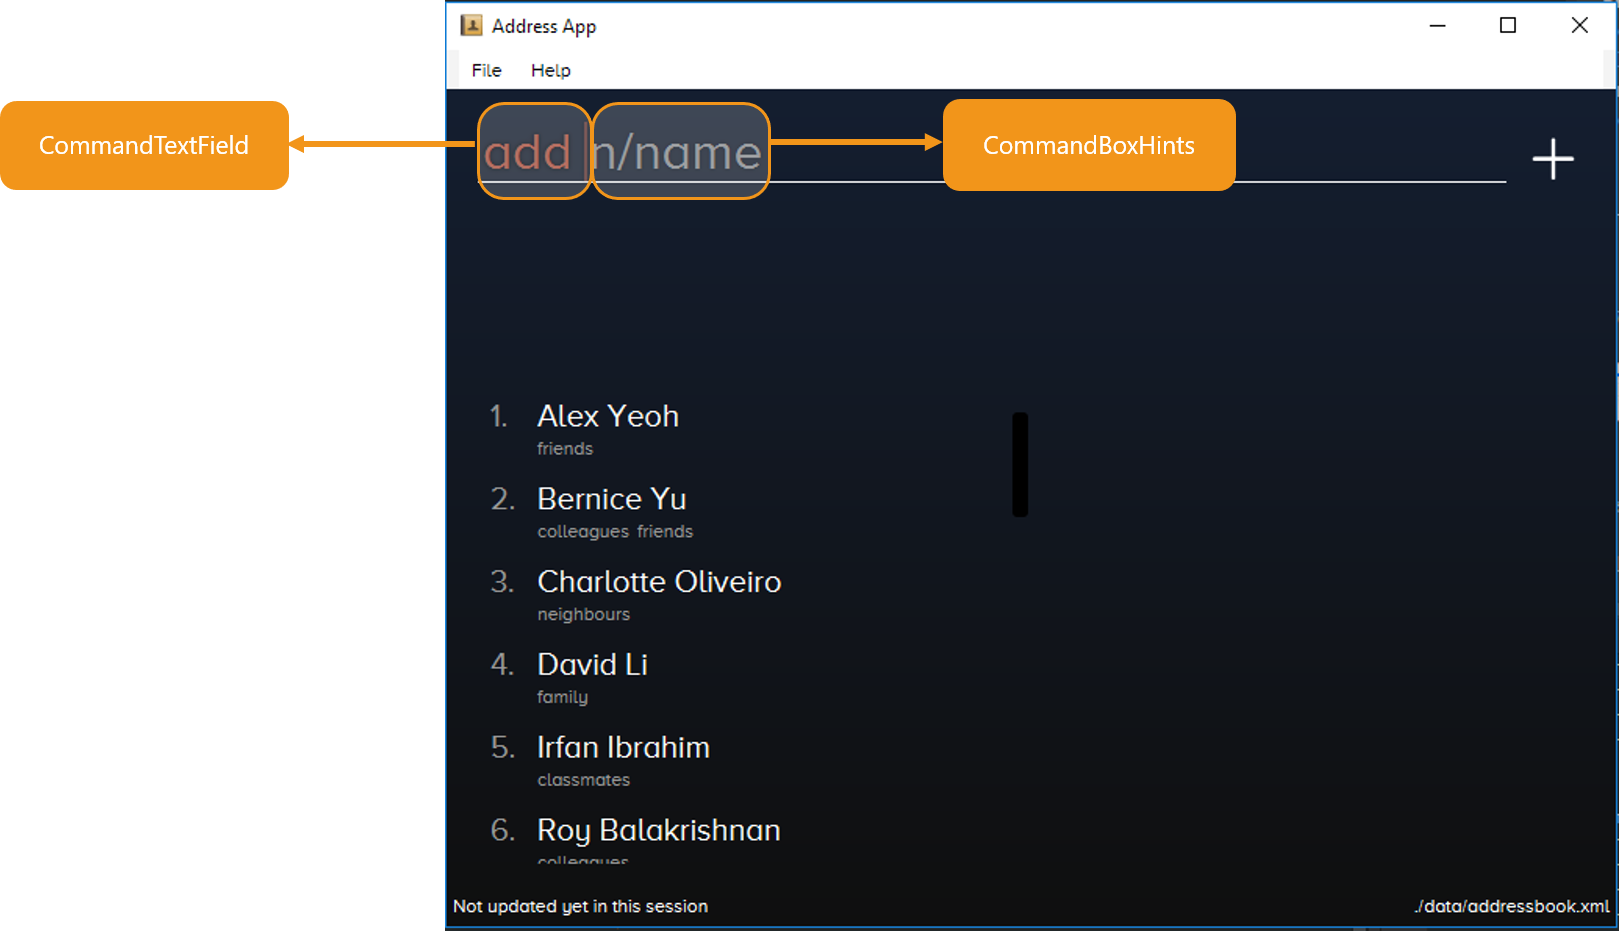 Address App
File Help
CommandTextField
add n/name
CommandBoxHints
1. Alex Yeoh
friends
2. Bernice Yu
colleagues friends
3. Charlotte Oliveiro
neighbours
4. David Li
family
5. Irfan Ibrahim
classmates
6. Roy Balakrishnan
colleagues
Not updated yet in this session
./data/addressbook.xml